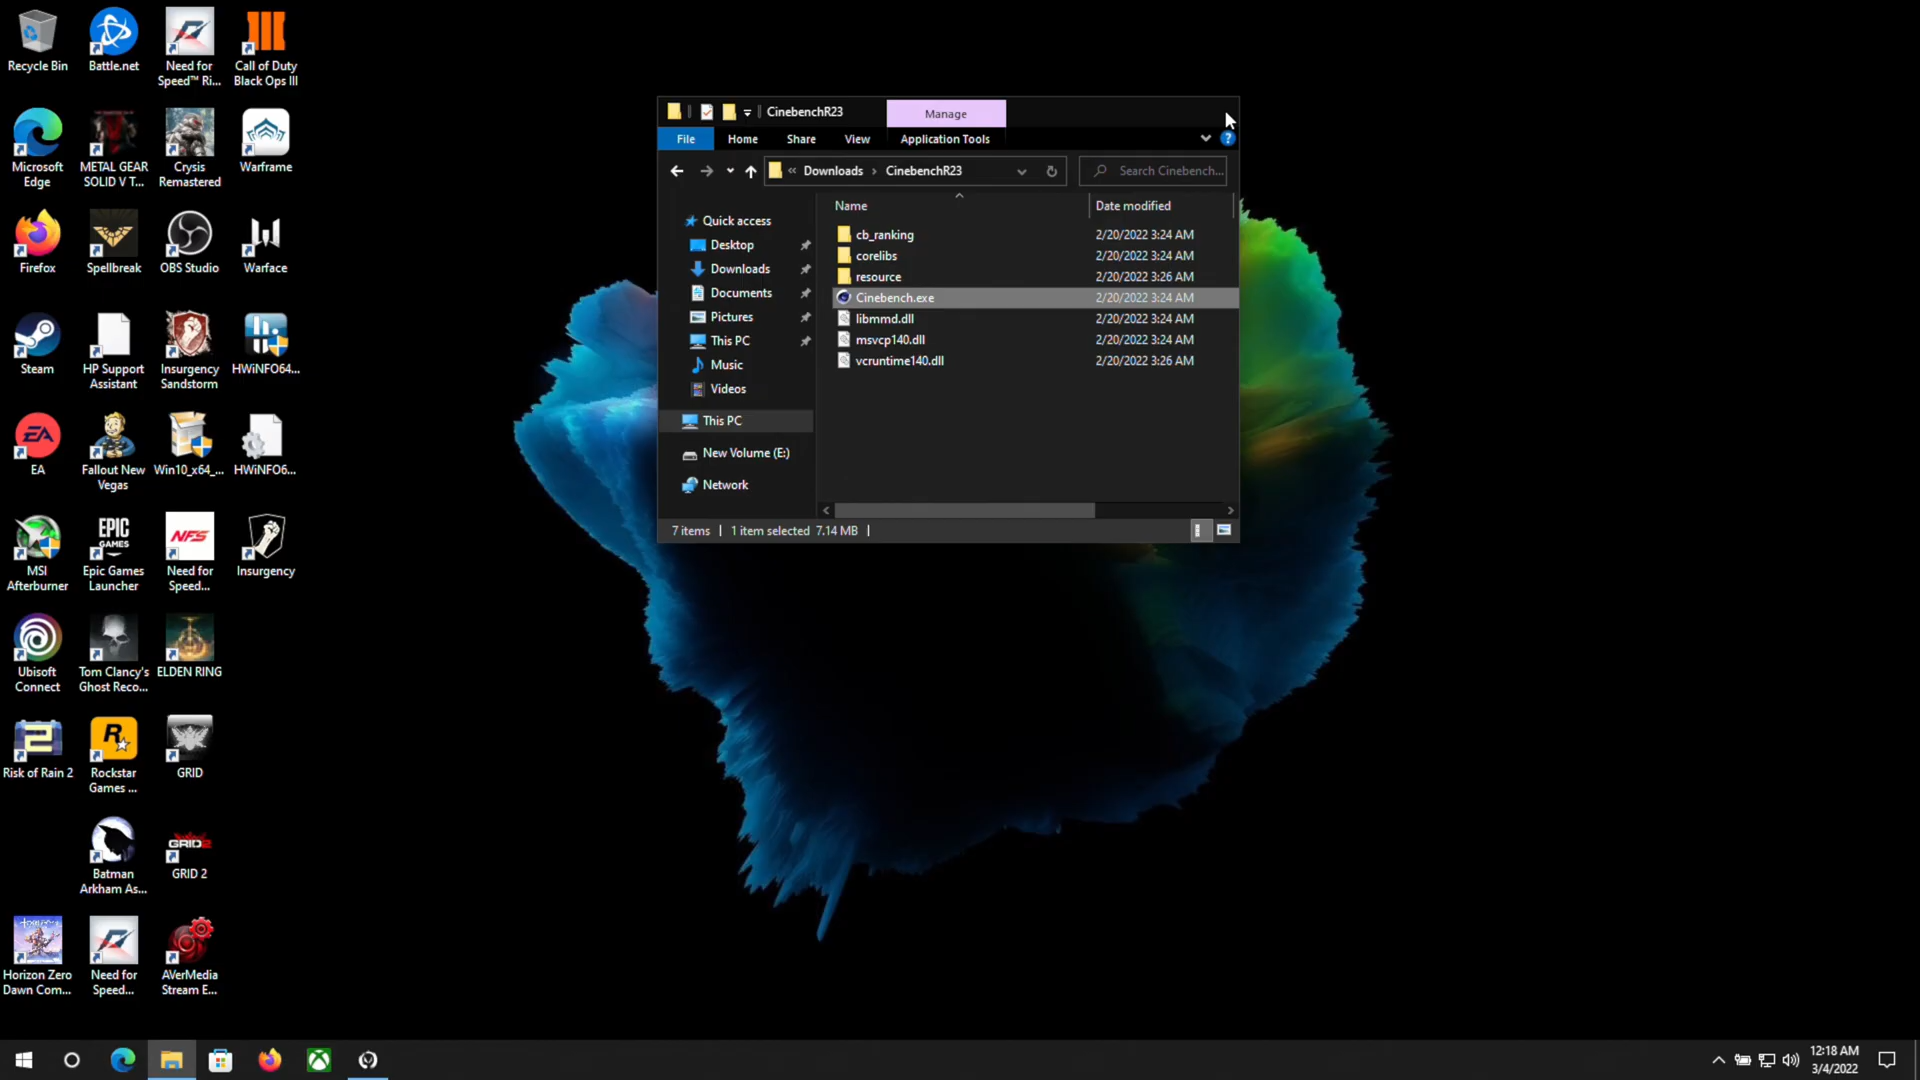 Recycle Bin
Battle.net
Need for
Speed™ Ri...
Call of Duty
Black Ops III
Microsoft
Edge
METAL GEAR
SOLID V T...
Crysis
Remastered
Warframe
Firefox
Spellbreak
OBS Studio
Warface
Steam
HP Support
Assistant
Insurgency
Sandstorm
HWiNFO64...
EA
EA
Fallout New
Vegas
Win10_x64_...
HWiNFO6...
MSI
Afterburner
EPIC
GAMES
Epic Games
Launcher
NFS
Need for
Speed...
Insurgency
Ubisoft
Connect
Tom Clancy's
Ghost Reco...
ELDEN RING
Risk of Rain 2
R
Rockstar
Games ...
GRID
Batman
Arkham As...
GRID2
GRID 2
Horizon Zero
Dawn Com...
Need for
Speed...
AVerMedia
Stream E...
CinebenchR23
Manage
File
Home
Share
View
Application Tools
« Downloads › CinebenchR23
Search Cinebench...
Quick access
Desktop
Downloads
Documents
Pictures
This PC
Music
Videos
This PC
New Volume (E:)
Network
Name
Date modified
cb_ranking 2/20/2022 3:24 AM
corelibs 2/20/2022 3:24 AM
resource 2/20/2022 3:26 AM
Cinebench.exe 2/20/2022 3:24 AM
libmmd.dll 2/20/2022 3:24 AM
msvcp140.dll 2/20/2022 3:24 AM
vcruntime140.dll 2/20/2022 3:26 AM
7 items | 1 item selected 7.14 MB |
12:18 AM
3/4/2022